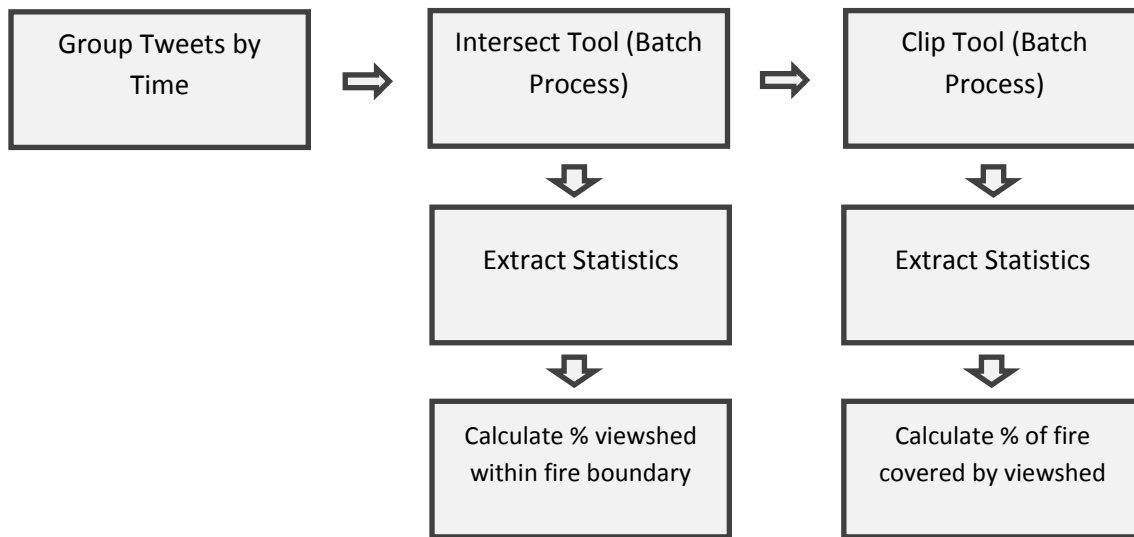 Group Tweets by
Time
Intersect Tool (Batch
Process)
Clip Tool (Batch
Process)
Extract Statistics
Extract Statistics
Calculate % viewshed
within fire boundary
Calculate % of fire
covered by viewshed